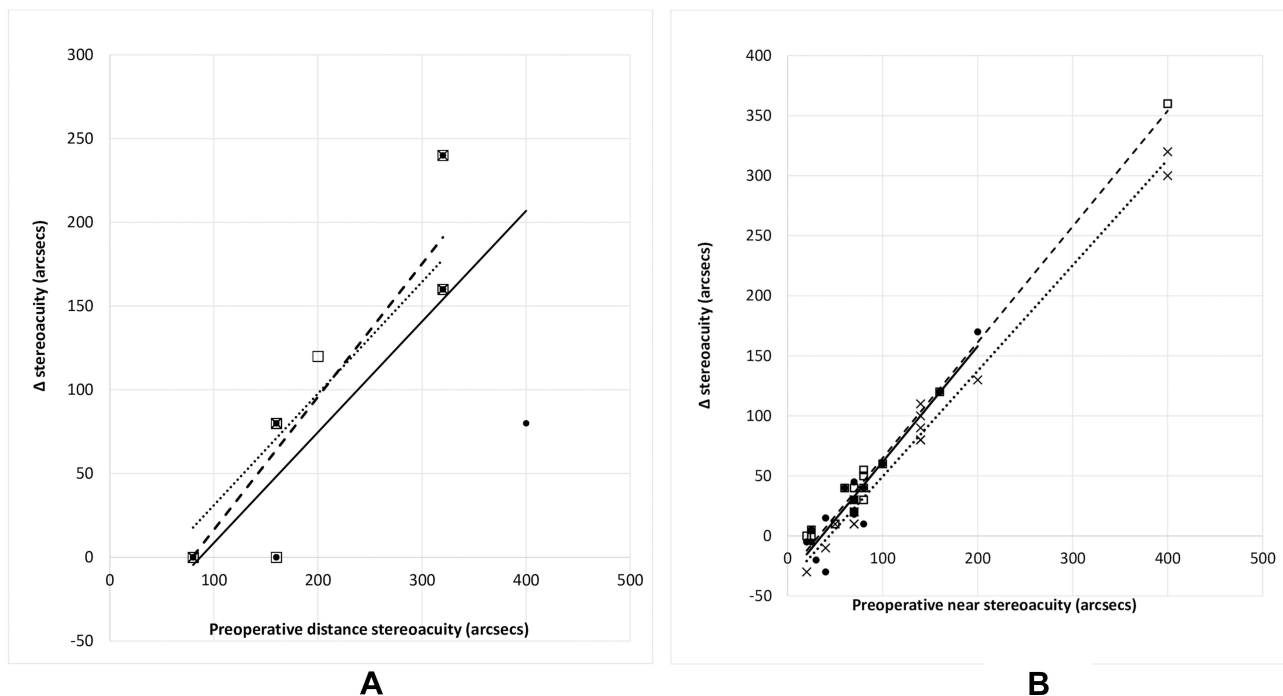 300
250
200
150
100
50
0
-50
0 100 200 300 400 500
Δ stereoacuity (arcsecs)
Preoperative distance stereoacuity (arcsecs)
A
400
350
300
250
200
150
100
50
0
-50
0 100 200 300 400 500
Δ stereoacuity (arcsecs)
Preoperative near stereoacuity (arcsecs)
B